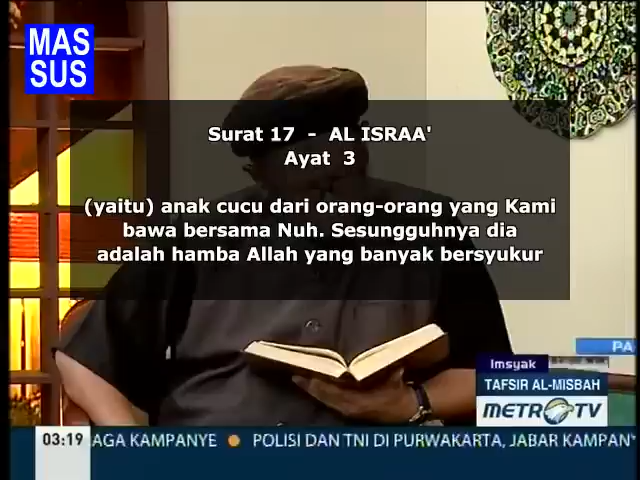 MAS
SUS
Surat 17 - AL ISRAA'
Ayat 3
(yaitu) anak cucu dari orang-orang yang Kami
bawa bersama Nuh. Sesungguhnya dia
adalah hamba Allah yang banyak bersyukur
PA
Imsyak
TAFSIR AL-MISBAH
METRO TV
03:19 AGA KAMPANYE ● POLISI DAN TNI DI PURWAKARTA, JABAR KAMPAN